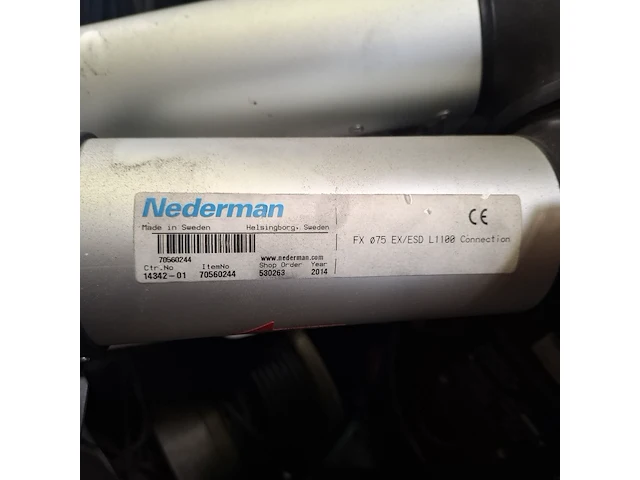 Nederman
Made in Sweden Helsingborg, Sweden
70560244 www.nederman.com
Ctr.No ItemNo Shop Order Year
14342-01 70560244 530263 2014
CE
FX ø75 EX/ESD L1100 Connection